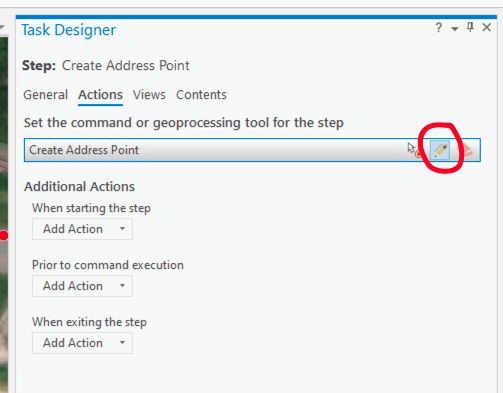 Task Designer
?
Step: Create Address Point
General Actions Views Contents
Set the command or geoprocessing tool for the step
Create Address Point
Additional Actions
When starting the step
Add Action
Prior to command execution
Add Action
When exiting the step
Add Action